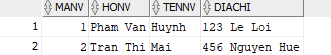 MANV HONV TENNV DIACHI
1 1 Pham Van Huynh 123 Le Loi
2 2 Tran Thi Mai 456 Nguyen Hue